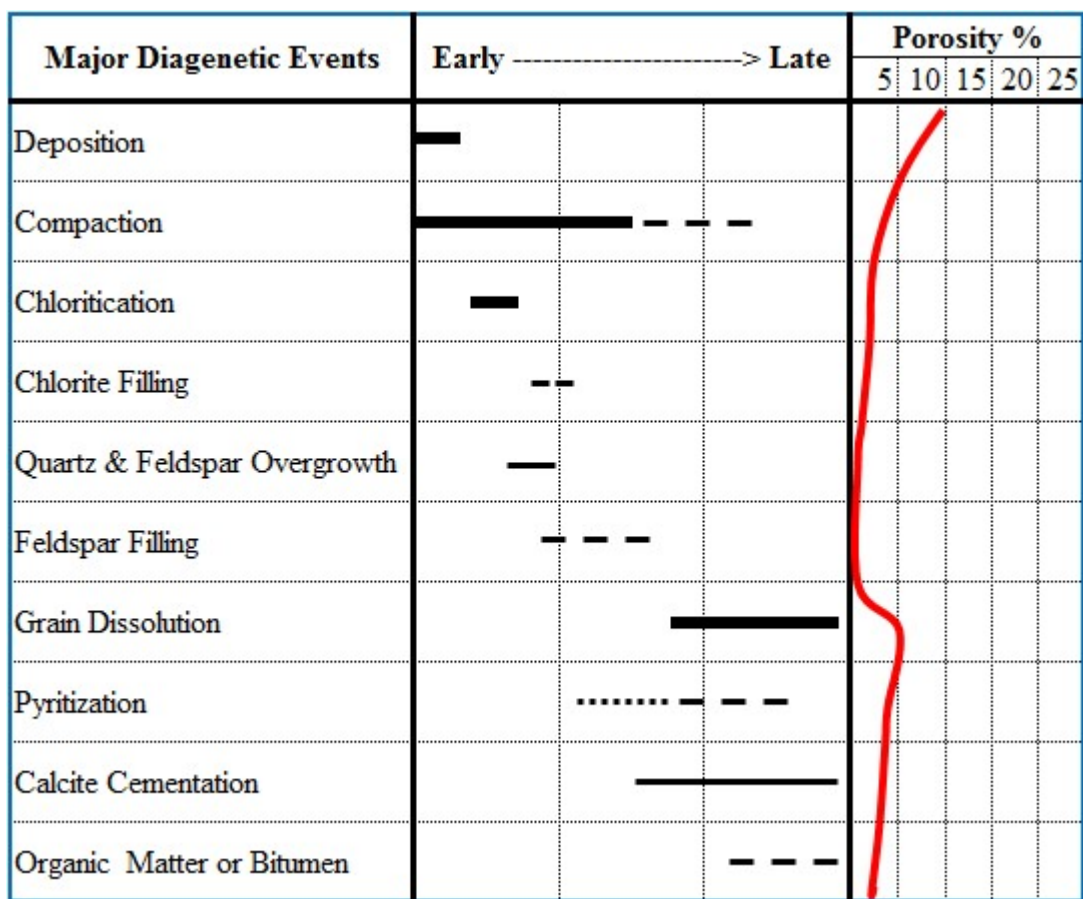 Major Diagenetic Events
Early -----------------------> Late
Porosity %
5 10 15 20 25
Deposition
Compaction
Chloritication
Chlorite Filling
Quartz & Feldspar Overgrowth
Feldspar Filling
Grain Dissolution
Pyritization
Calcite Cementation
Organic Matter or Bitumen